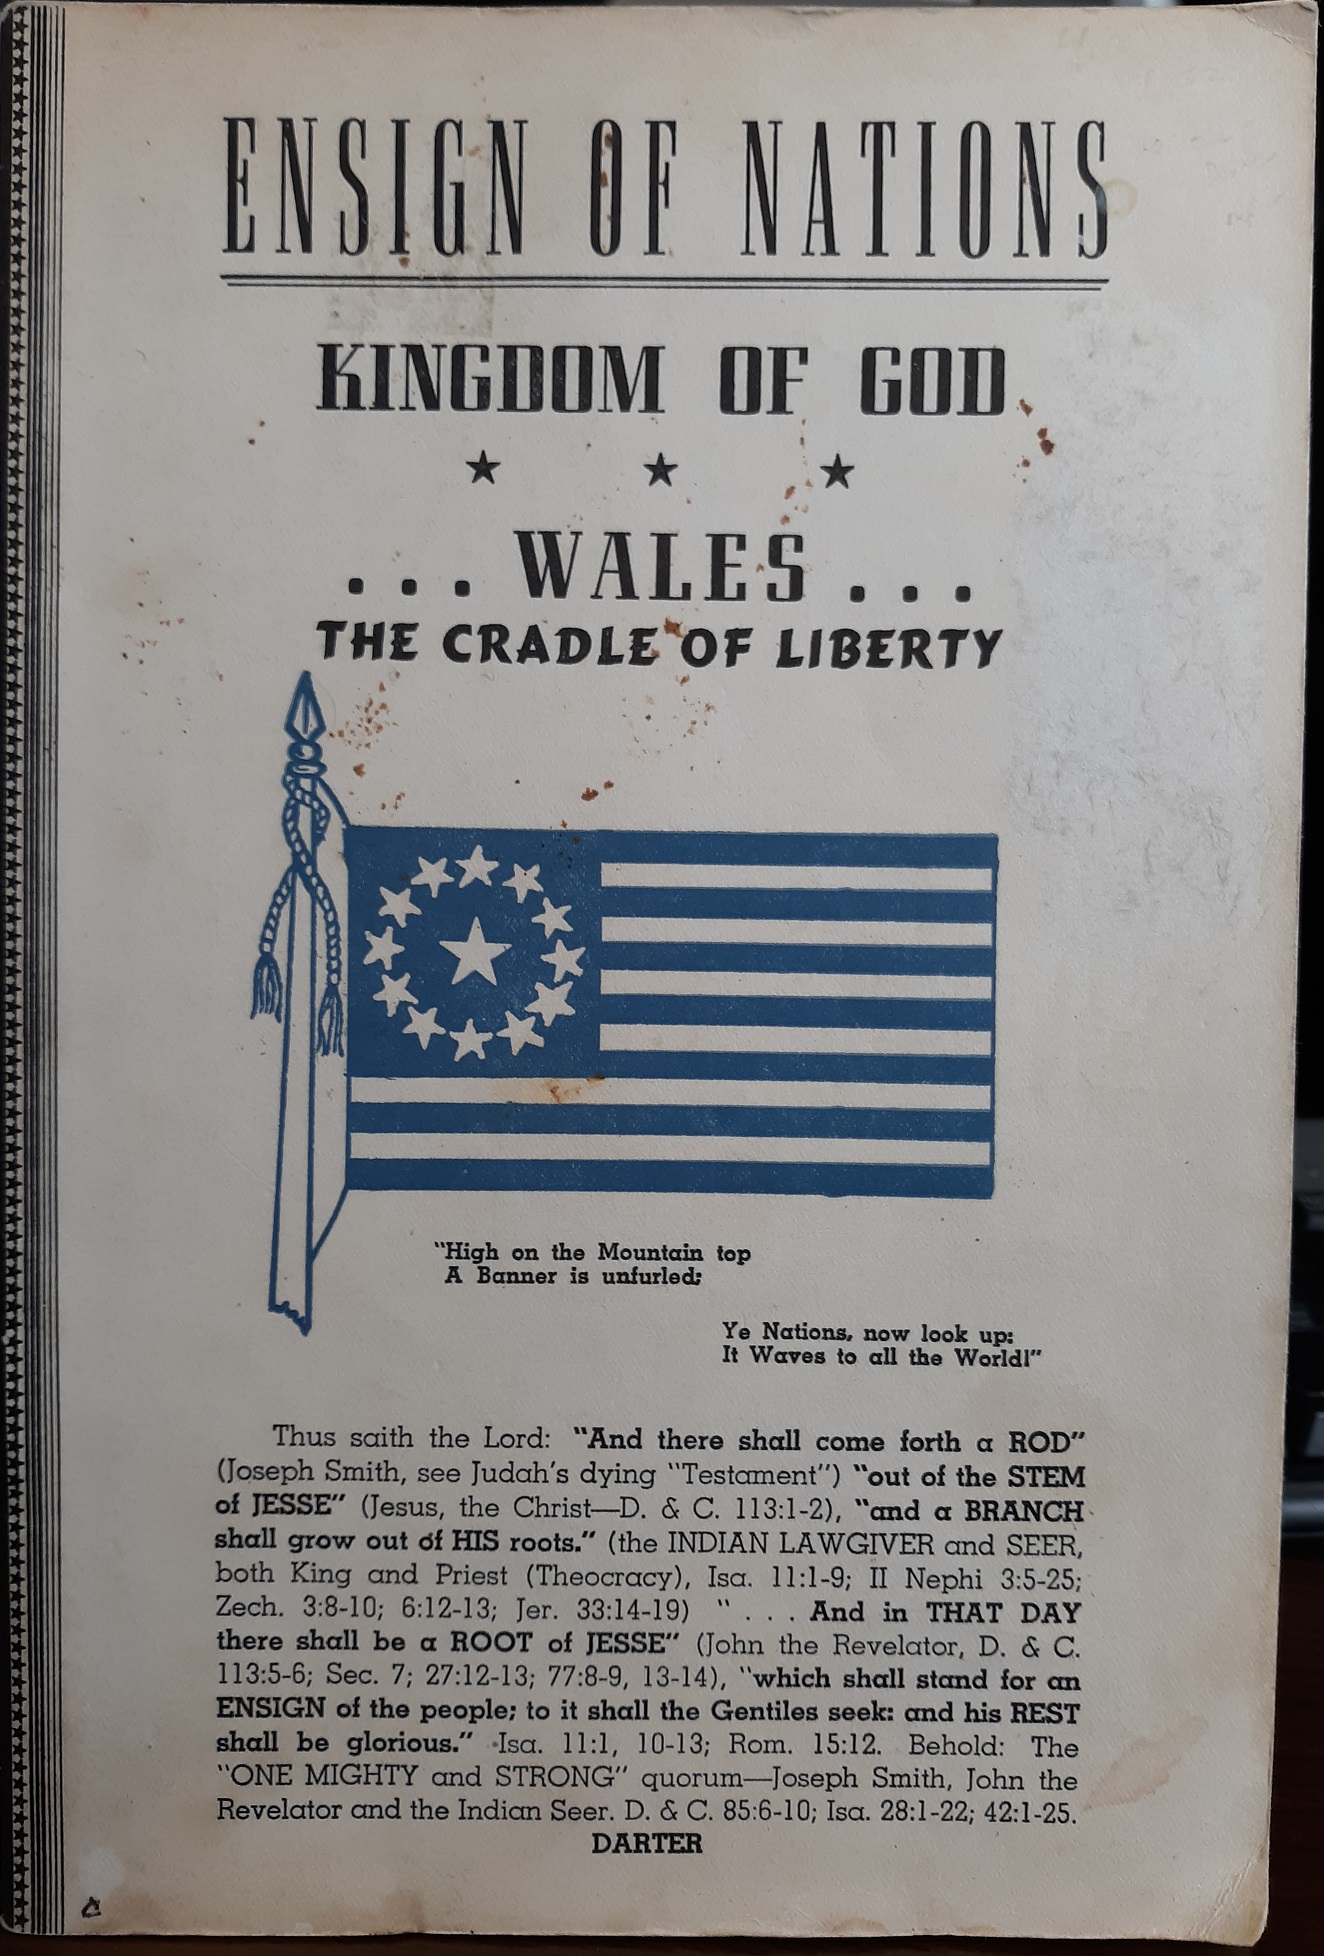 ENSIGN OF NATIONS
KINGDOM OF GOD
★ ★ ★
. . . WALES . . .
THE CRADLE OF LIBERTY
"High on the Mountain top
A Banner is unfurled;
Ye Nations, now look up:
It Waves to all the World!"
Thus saith the Lord: "And there shall come forth a ROD"
(Joseph Smith, see Judah's dying "Testament") "out of the STEM
of JESSE" (Jesus, the Christ—D. & C. 113:1-2), "and a BRANCH
shall grow out of HIS roots." (the INDIAN LAWGIVER and SEER,
both King and Priest (Theocracy), Isa. 11:1-9; II Nephi 3:5-25;
Zech. 3:8-10; 6:12-13; Jer. 33:14-19) " . . . And in THAT DAY
there shall be a ROOT of JESSE" (John the Revelator, D. & C.
113:5-6; Sec. 7; 27:12-13; 77:8-9, 13-14), "which shall stand for an
ENSIGN of the people; to it shall the Gentiles seek: and his REST
shall be glorious." Isa. 11:1, 10-13; Rom. 15:12. Behold: The
"ONE MIGHTY and STRONG" quorum—Joseph Smith, John the
Revelator and the Indian Seer. D. & C. 85:6-10; Isa. 28:1-22; 42:1-25.
DARTER
C